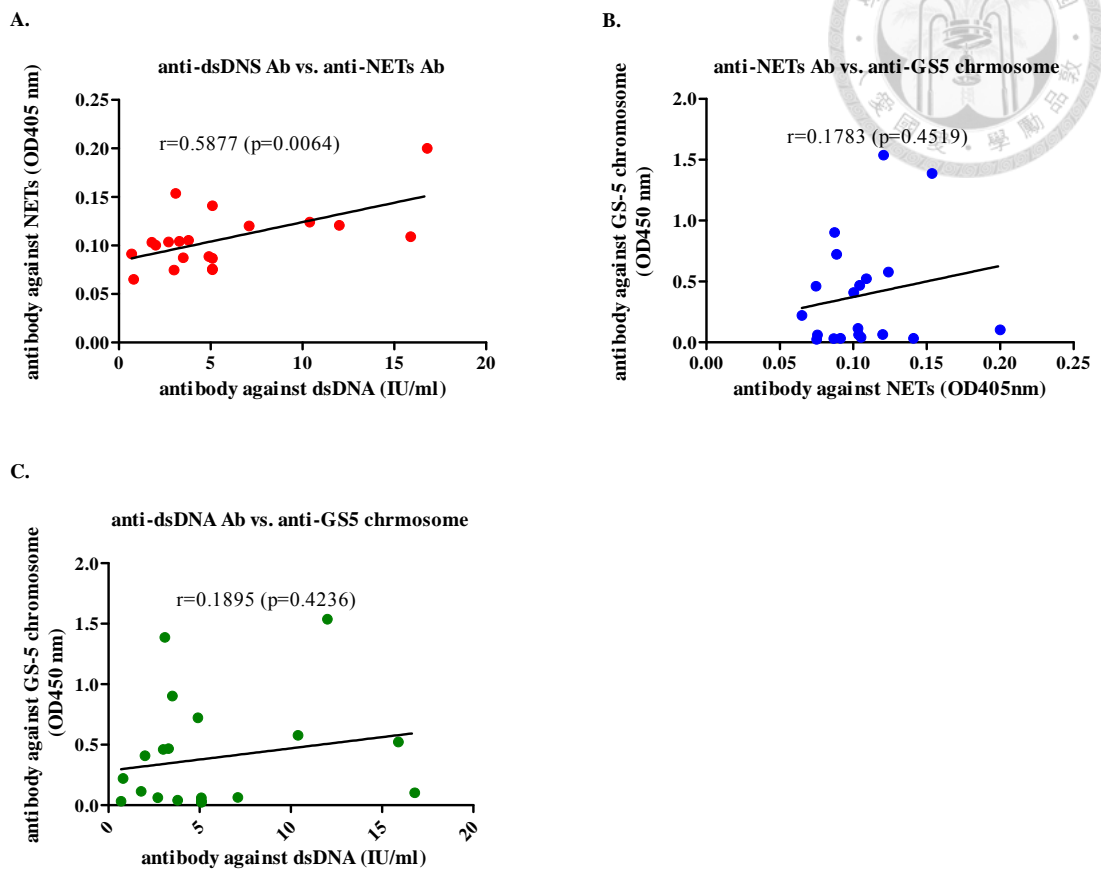 A.
anti-dsDNS Ab vs. anti-NETs Ab
antibody against NETs (OD405 nm)
0.25
0.20
0.15
0.10
0.05
0.00
r=0.5877 (p=0.0064)
0
5
10
15
20
antibody against dsDNA (IU/ml)
B.
anti-NETs Ab vs. anti-GS5 chrmosome
antibody against GS-5 chromosome
(OD450 nm)
2.0
1.5
1.0
0.5
0.0
r=0.1783 (p=0.4519)
0.00
0.05
0.10
0.15
0.20
0.25
antibody against NETs (OD405nm)
愛國
學勵品敦
C.
anti-dsDNA Ab vs. anti-GS5 chrmosome
antibody against GS-5 chromosome
(OD450 nm)
2.0
1.5
1.0
0.5
0.0
r=0.1895 (p=0.4236)
0
5
10
15
20
antibody against dsDNA (IU/ml)